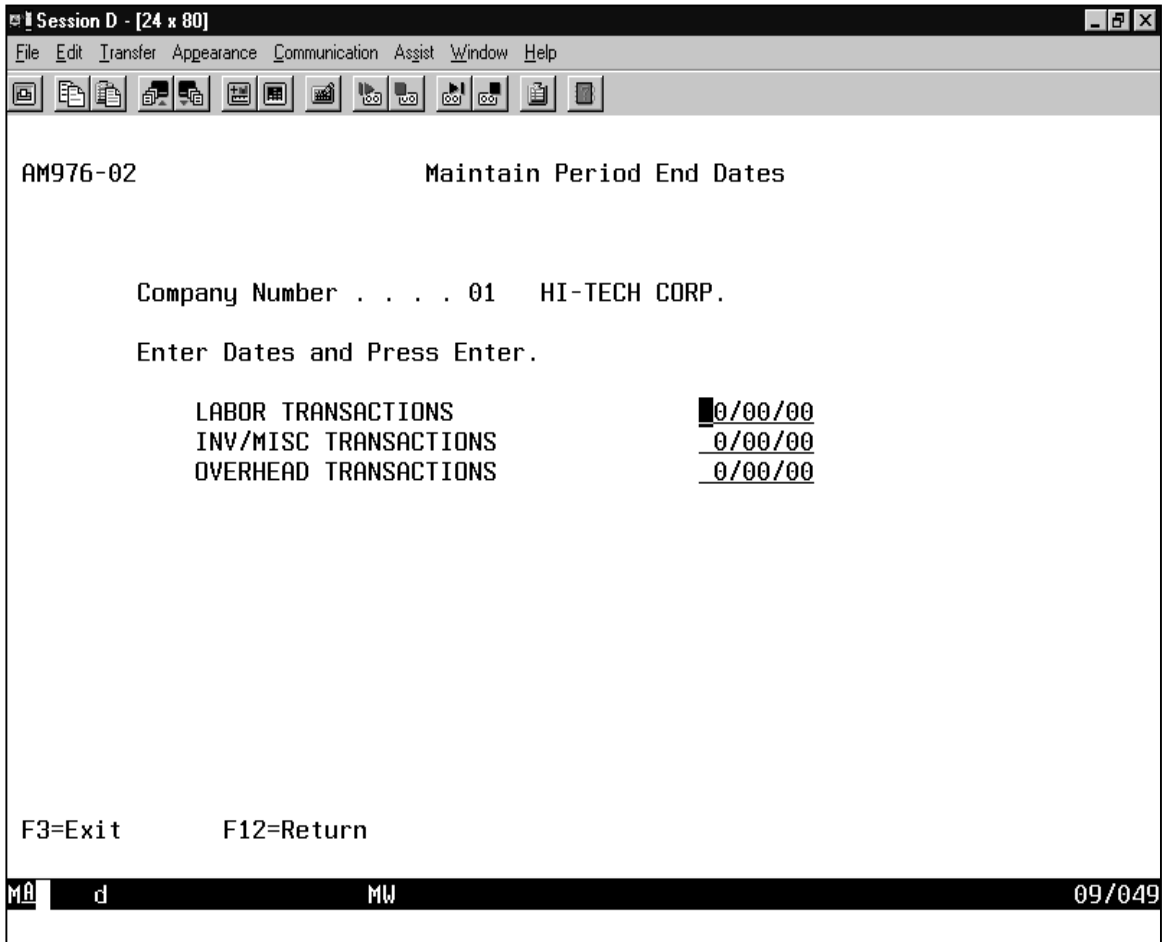 Session D - [24 x 80]
File Edit Transfer Appearance Communication Assist Window Help
AM976-02 Maintain Period End Dates
Company Number . . . . 01 HI-TECH CORP.
Enter Dates and Press Enter.
LABOR TRANSACTIONS 0/00/00
INV/MISC TRANSACTIONS 0/00/00
OVERHEAD TRANSACTIONS 0/00/00
F3=Exit F12=Return
MA d MW 09/049